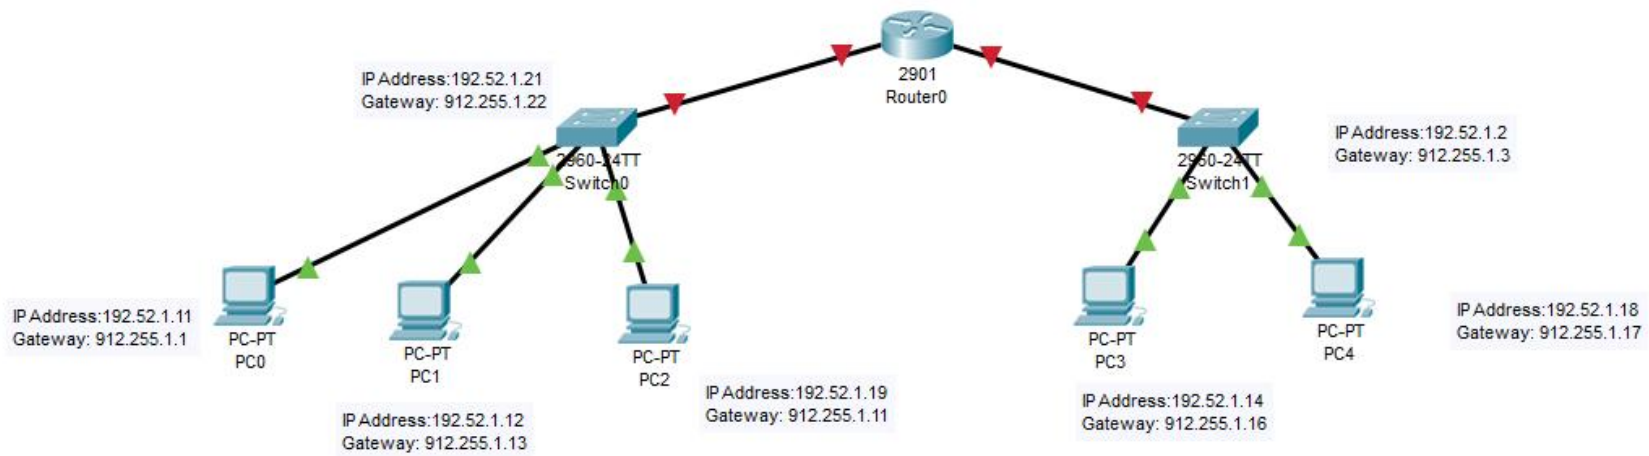 2901
Router0
IP Address:192.52.1.21
Gateway: 912.255.1.22
2960-24TT
Switch0
2960-24TT
Switch1
IP Address:192.52.1.2
Gateway: 912.255.1.3
IP Address:192.52.1.11
Gateway: 912.255.1.1
PC-PT
PC0
PC-PT
PC1
IP Address:192.52.1.12
Gateway: 912.255.1.13
PC-PT
PC2
IP Address:192.52.1.19
Gateway: 912.255.1.11
PC-PT
PC3
IP Address:192.52.1.14
Gateway: 912.255.1.16
PC-PT
PC4
IP Address:192.52.1.18
Gateway: 912.255.1.17